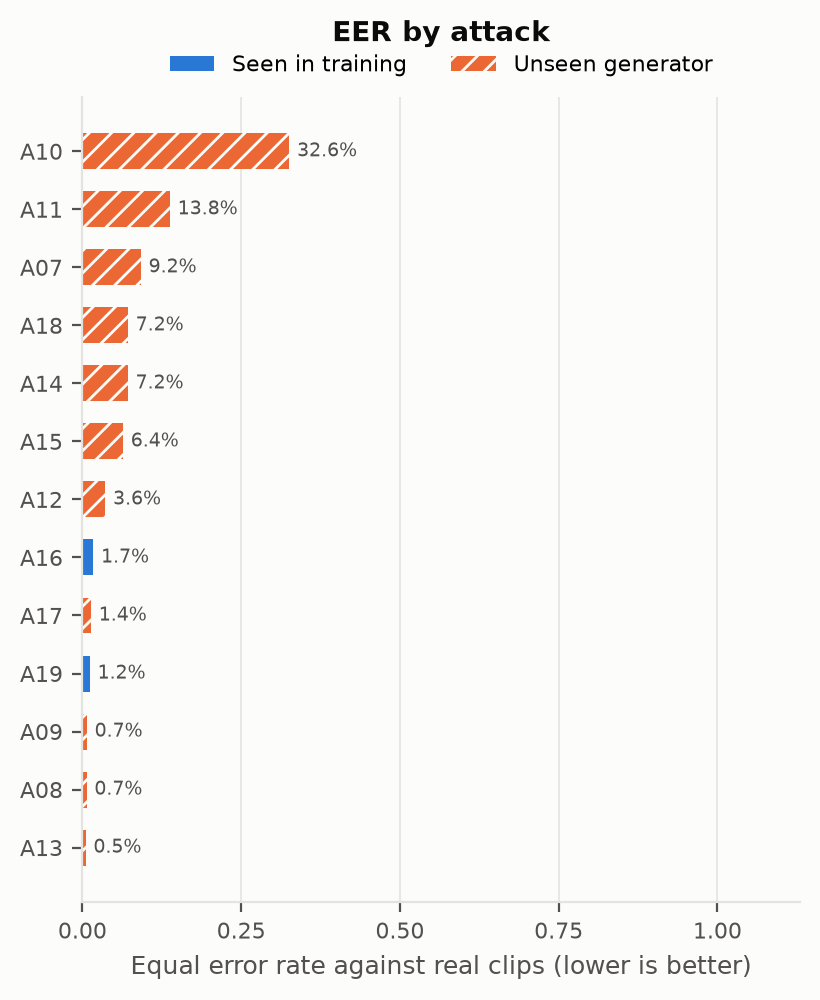 EER by attack
Seen in training Unseen generator
A10 32.6%
A11 13.8%
A07 9.2%
A18 7.2%
A14 7.2%
A15 6.4%
A12 3.6%
A16 1.7%
A17 1.4%
A19 1.2%
A09 0.7%
A08 0.7%
A13 0.5%
0.00 0.25 0.50 0.75 1.00
Equal error rate against real clips (lower is better)